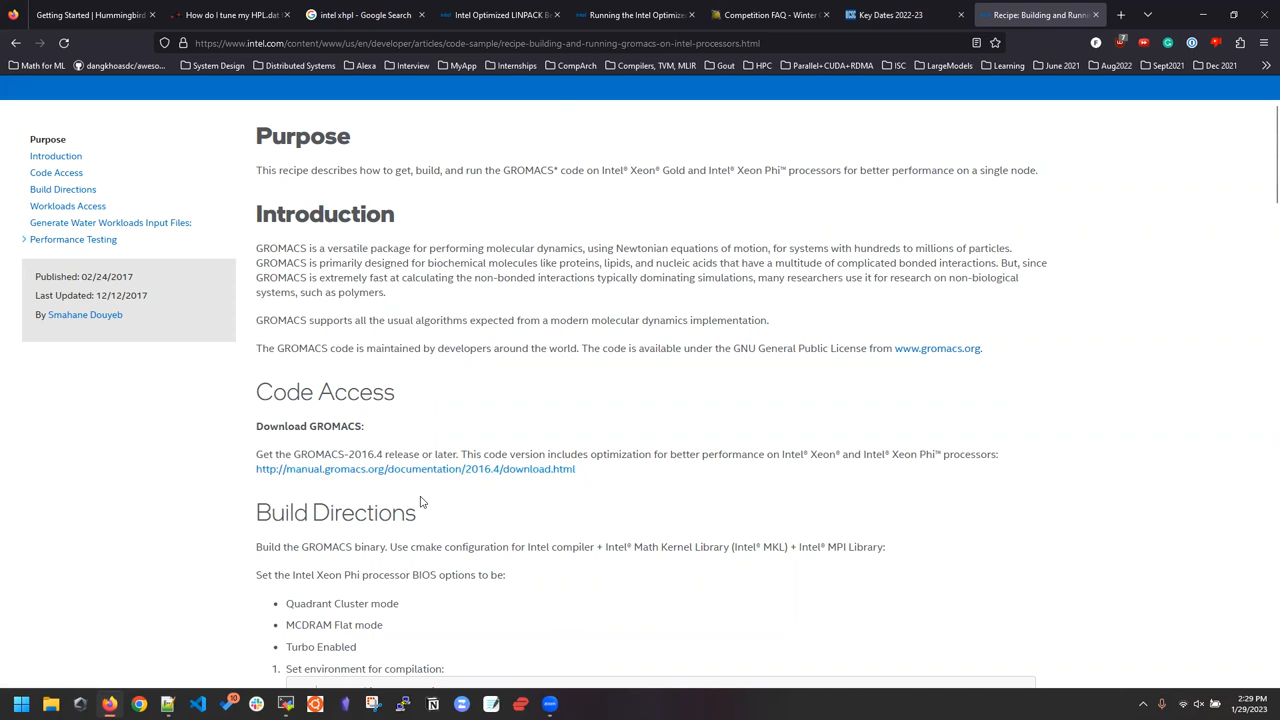 Getting Started | Hummingbird
How do I tune my HPL.dat
intel xhpl - Google Search
Intel Optimized LINPACK B
Running the Intel Optimize
Competition FAQ - Winter C
Key Dates 2022-23
Recipe: Building and Runn
https://www.intel.com/content/www/us/en/developer/articles/code-sample/recipe-building-and-running-gromacs-on-intel-processors.html
Math for ML
dangkhoasdc/aweso...
System Design
Distributed Systems
Alexa
Interview
MyApp
Internships
CompArch
Compilers, TVM, MLIR
Gout
HPC
Parallel+CUDA+RDMA
ISC
LargeModels
Learning
June 2021
Aug2022
Sept2021
Dec 2021
Purpose
Introduction
Code Access
Build Directions
Workloads Access
Generate Water Workloads Input Files:
Performance Testing
Published: 02/24/2017
Last Updated: 12/12/2017
By Smahane Douyeb
Purpose
This recipe describes how to get, build, and run the GROMACS* code on Intel® Xeon® Gold and Intel® Xeon Phi™ processors for better performance on a single node.
Introduction
GROMACS is a versatile package for performing molecular dynamics, using Newtonian equations of motion, for systems with hundreds to millions of particles.
GROMACS is primarily designed for biochemical molecules like proteins, lipids, and nucleic acids that have a multitude of complicated bonded interactions. But, since
GROMACS is extremely fast at calculating the non-bonded interactions typically dominating simulations, many researchers use it for research on non-biological
systems, such as polymers.
GROMACS supports all the usual algorithms expected from a modern molecular dynamics implementation.
The GROMACS code is maintained by developers around the world. The code is available under the GNU General Public License from www.gromacs.org.
Code Access
Download GROMACS:
Get the GROMACS-2016.4 release or later. This code version includes optimization for better performance on Intel® Xeon® and Intel® Xeon Phi™ processors:
http://manual.gromacs.org/documentation/2016.4/download.html
Build Directions
Build the GROMACS binary. Use cmake configuration for Intel compiler + Intel® Math Kernel Library (Intel® MKL) + Intel® MPI Library:
Set the Intel Xeon Phi processor BIOS options to be:
• Quadrant Cluster mode
• MCDRAM Flat mode
• Turbo Enabled
1. Set environment for compilation:
2:29 PM
1/29/2023